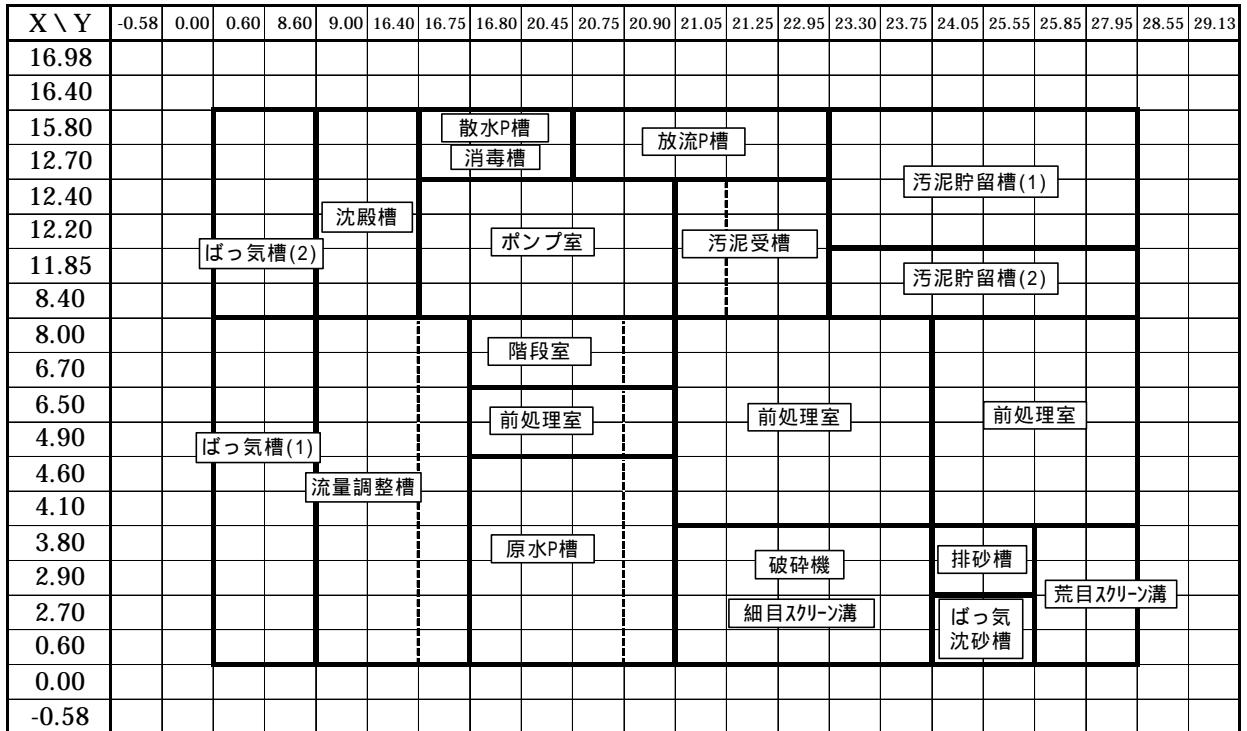 X \ Y -0.58 0.00 0.60 8.60 9.00 16.40 16.75 16.80 20.45 20.75 20.90 21.05 21.25 22.95 23.30 23.75 24.05 25.55 25.85 27.95 28.55 29.13
16.98
16.40
15.80
散水P槽
放流P槽
12.70
消毒槽
12.40
汚泥貯留槽(1)
12.20
沈殿槽
ポンプ室
汚泥受槽
11.85
ばっ気槽(2)
8.40
汚泥貯留槽(2)
8.00
6.70
階段室
6.50
前処理室
前処理室
前処理室
4.90
ばっ気槽(1)
4.60
流量調整槽
4.10
3.80
原水P槽
破砕機
排砂槽
2.90
荒目スクリーン溝
2.70
細目スクリーン溝
ばっ気
沈砂槽
0.60
0.00
-0.58